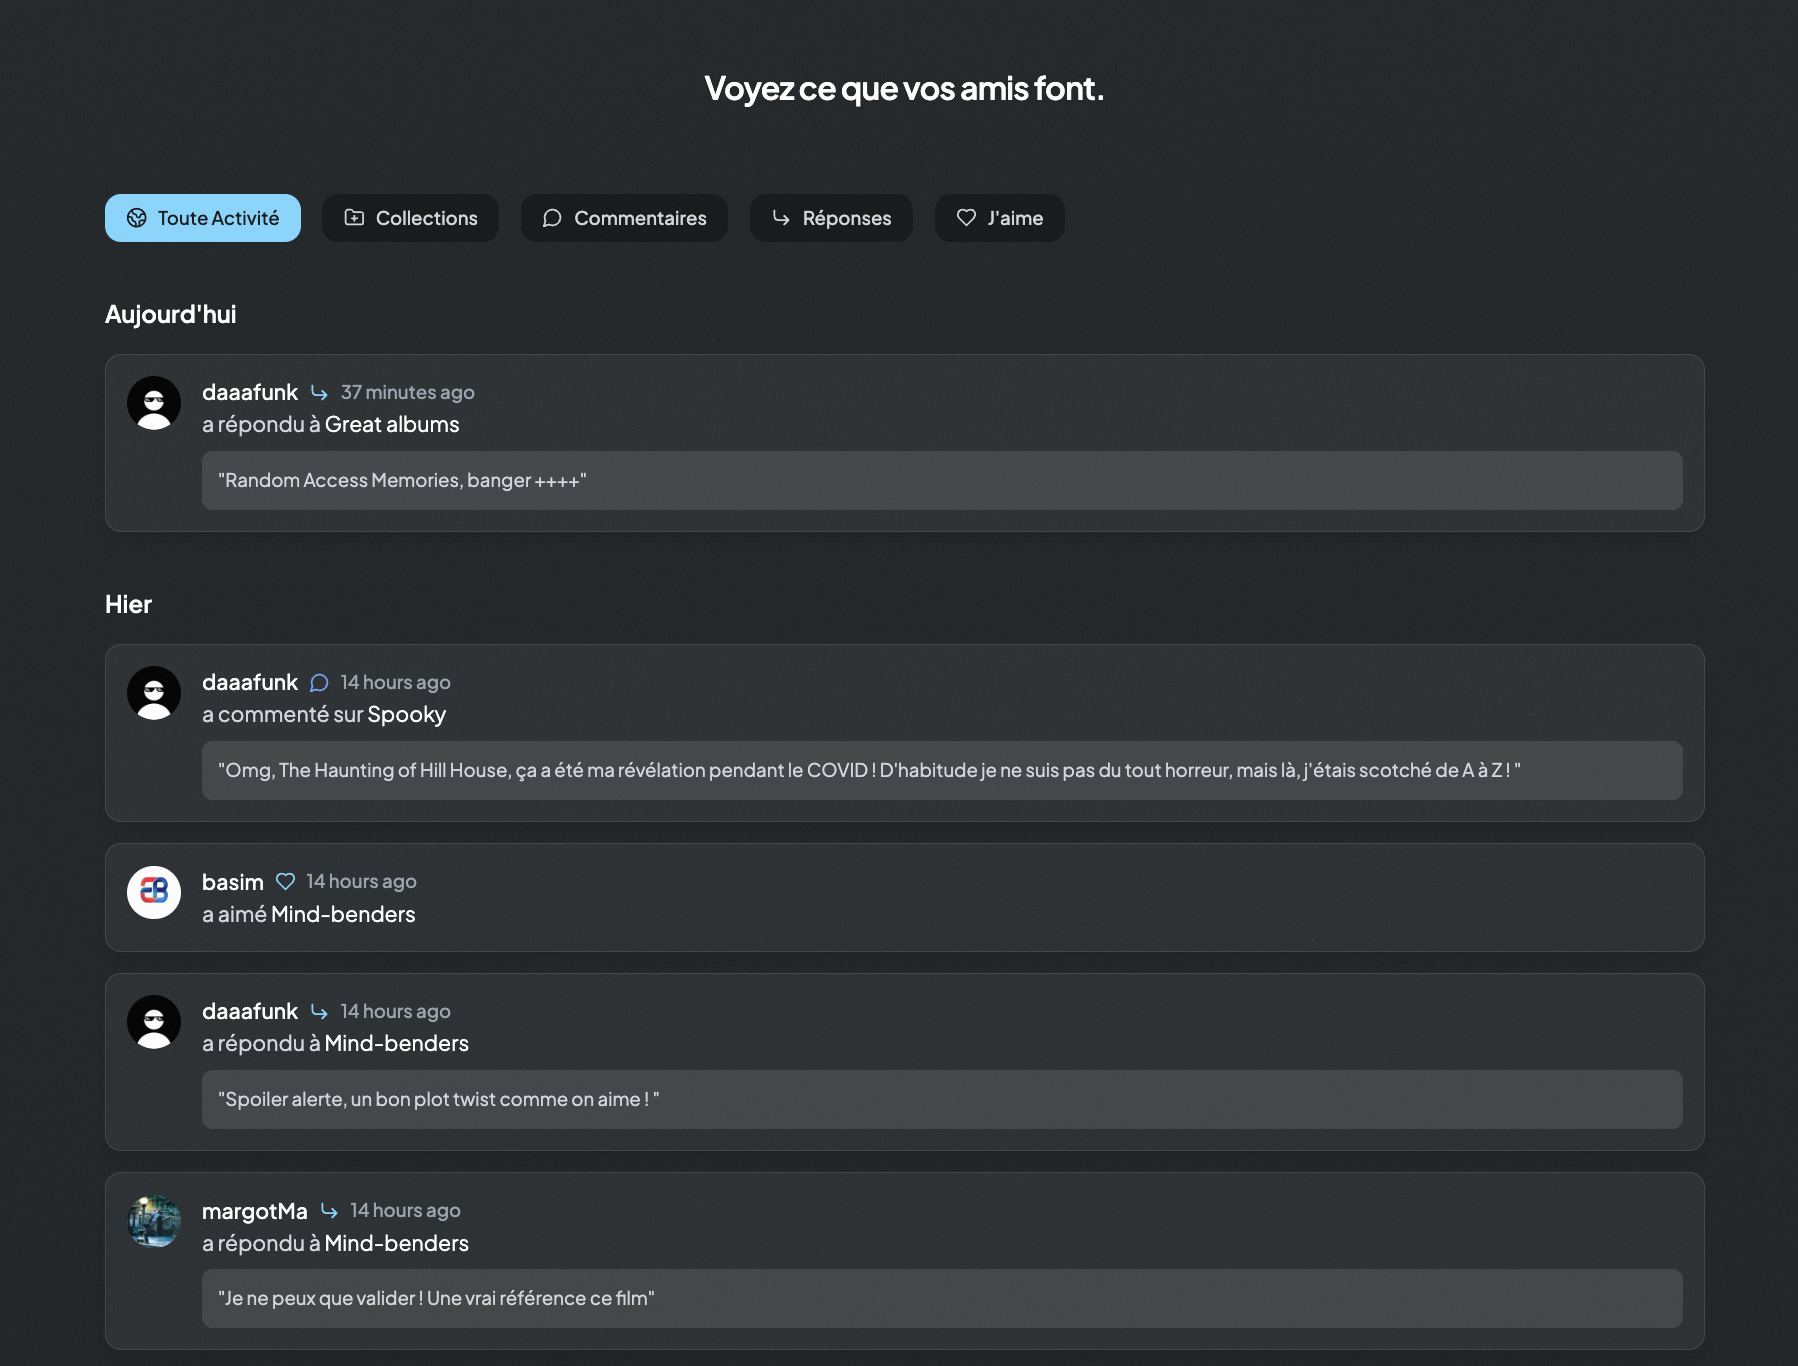 Voyez ce que vos amis font.
Toute Activité
Collections
Commentaires
Réponses
J'aime
Aujourd'hui
daaafunk 37 minutes ago
a répondu à Great albums
"Random Access Memories, banger ++++"
Hier
daaafunk 14 hours ago
a commenté sur Spooky
"Omg, The Haunting of Hill House, ça a été ma révélation pendant le COVID ! D'habitude je ne suis pas du tout horreur, mais là, j'étais scotché de A à Z ! "
basim 14 hours ago
a aimé Mind-benders
daaafunk 14 hours ago
a répondu à Mind-benders
"Spoiler alerte, un bon plot twist comme on aime ! "
margotMa 14 hours ago
a répondu à Mind-benders
"Je ne peux que valider ! Une vrai référence ce film"